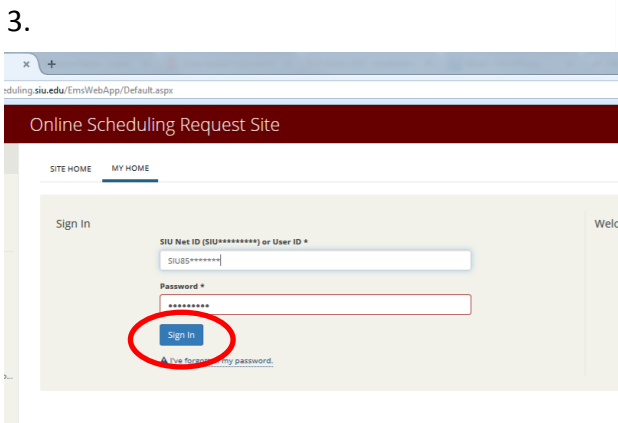 3.
× +
eduling.siu.edu/EmsWebApp/Default.aspx
Online Scheduling Request Site
SITE HOME MY HOME
Sign In
Welc
SIU Net ID (SIU*********) or User ID *
SIU85*******
Password *
•••••••••
Sign In
I've forgotten my password.
o...